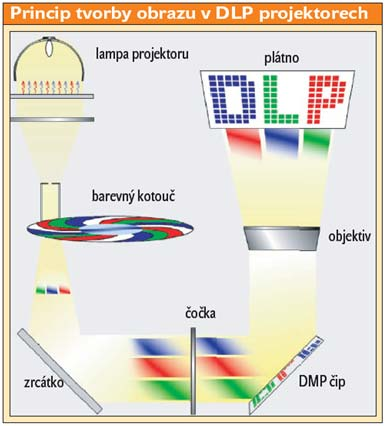 Princip tvorby obrazu v DLP projektorech
lampa projektoru
plátno
DLP
barevný kotouč
objektiv
čočka
zrcátko
DMP čip